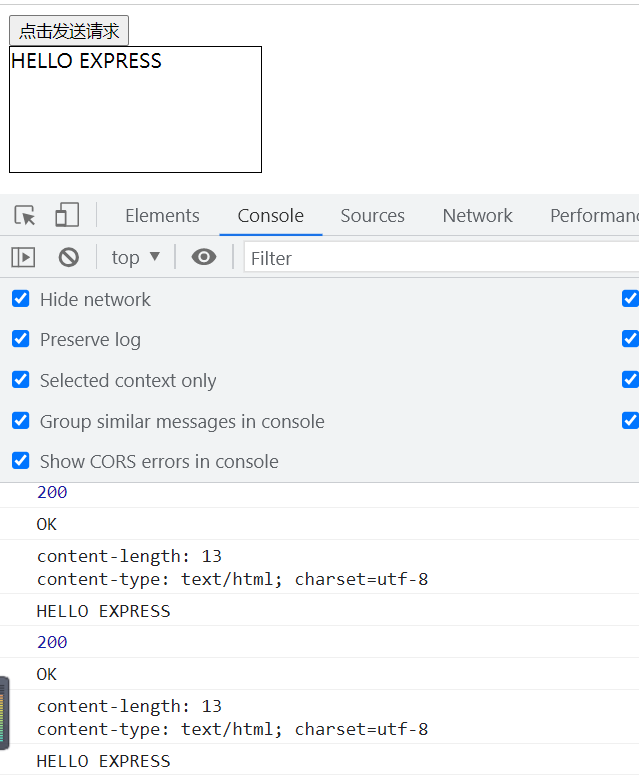 点击发送请求
HELLO EXPRESS
Elements Console Sources Network Performan
top Filter
Hide network
Preserve log
Selected context only
Group similar messages in console
Show CORS errors in console
200
OK
content-length: 13
content-type: text/html; charset=utf-8
HELLO EXPRESS
200
OK
content-length: 13
content-type: text/html; charset=utf-8
HELLO EXPRESS